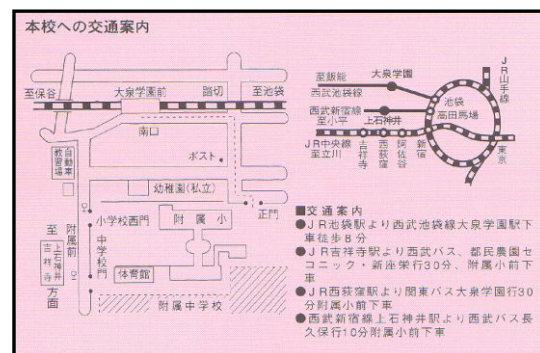 本校への交通案内
至保谷
大泉学園前
踏切
至池袋
南口
ポスト
自動車
教習場
幼稚園(私立)
小学校西門
附属小
正門
附属前
中学校門
体育館
至
上石神井
吉祥寺
方面
附属中学校
JR山手線
至飯能
大泉学園
西武池袋線
池袋
西武新宿線
高田馬場
至小平
上石神井
JR中央線
至立川
吉祥寺
西荻窪
阿佐谷
新宿
東京
■交通案内
●JR池袋駅より西武池袋線大泉学園駅下
車徒歩8分
●JR吉祥寺駅より西武バス、都民農園セ
コニック・新座栄行30分、附属小前下
車
●JR西荻窪駅より関東バス大泉学園行30
分附属小前下車
●西武新宿線上石神井駅より西武バス長
久保行10分附属小前下車